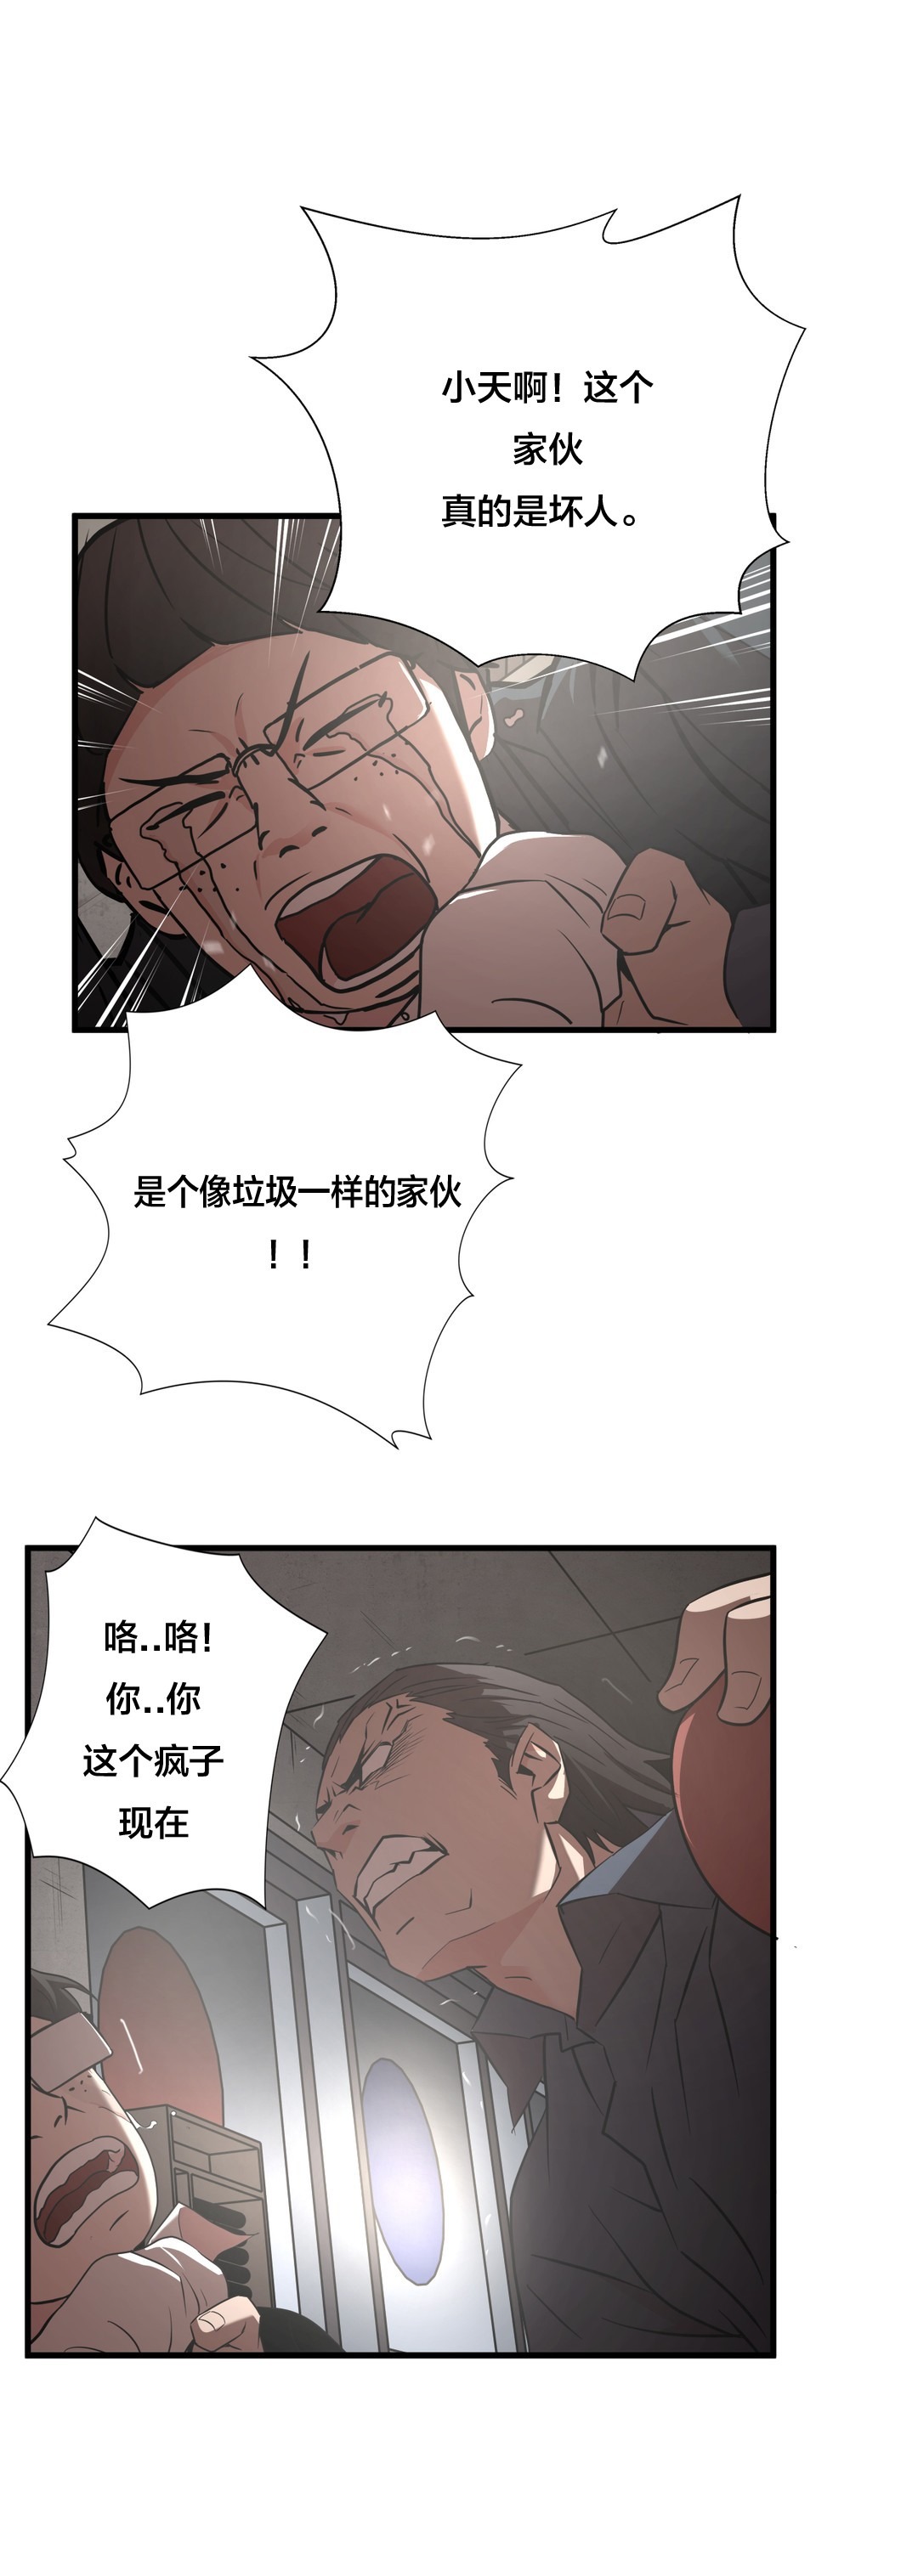 小天啊！这个
家伙
真的是坏人。
是个像垃圾一样的家伙
！！
咯..咯!
你..你
这个疯子
现在